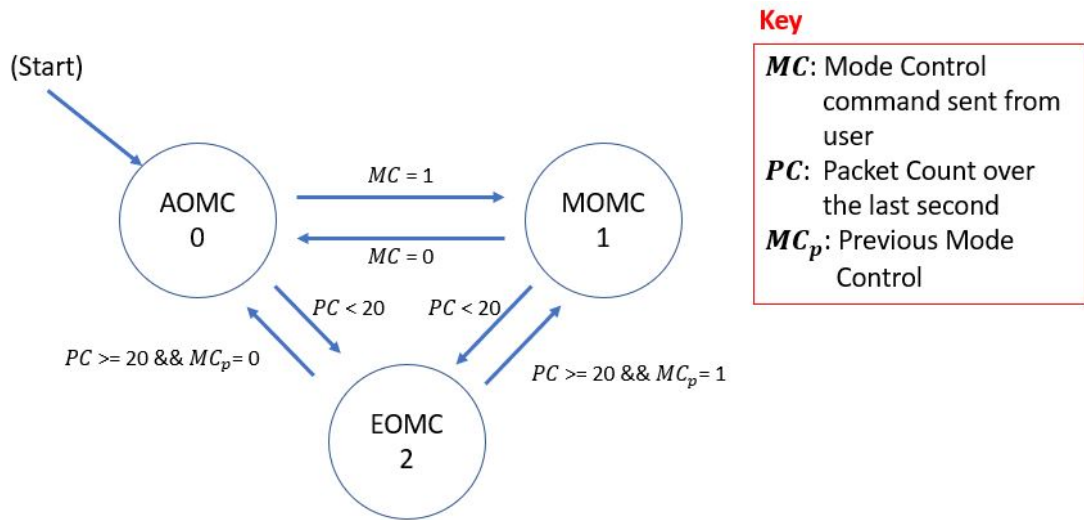 (Start)
AOMC
0
MC = 1
MC = 0
MOMC
1
PC < 20
PC < 20
PC >= 20 && MCₚ= 0
PC >= 20 && MCₚ= 1
EOMC
2
Key
MC: Mode Control
command sent from
user
PC: Packet Count over
the last second
MCₚ: Previous Mode
Control